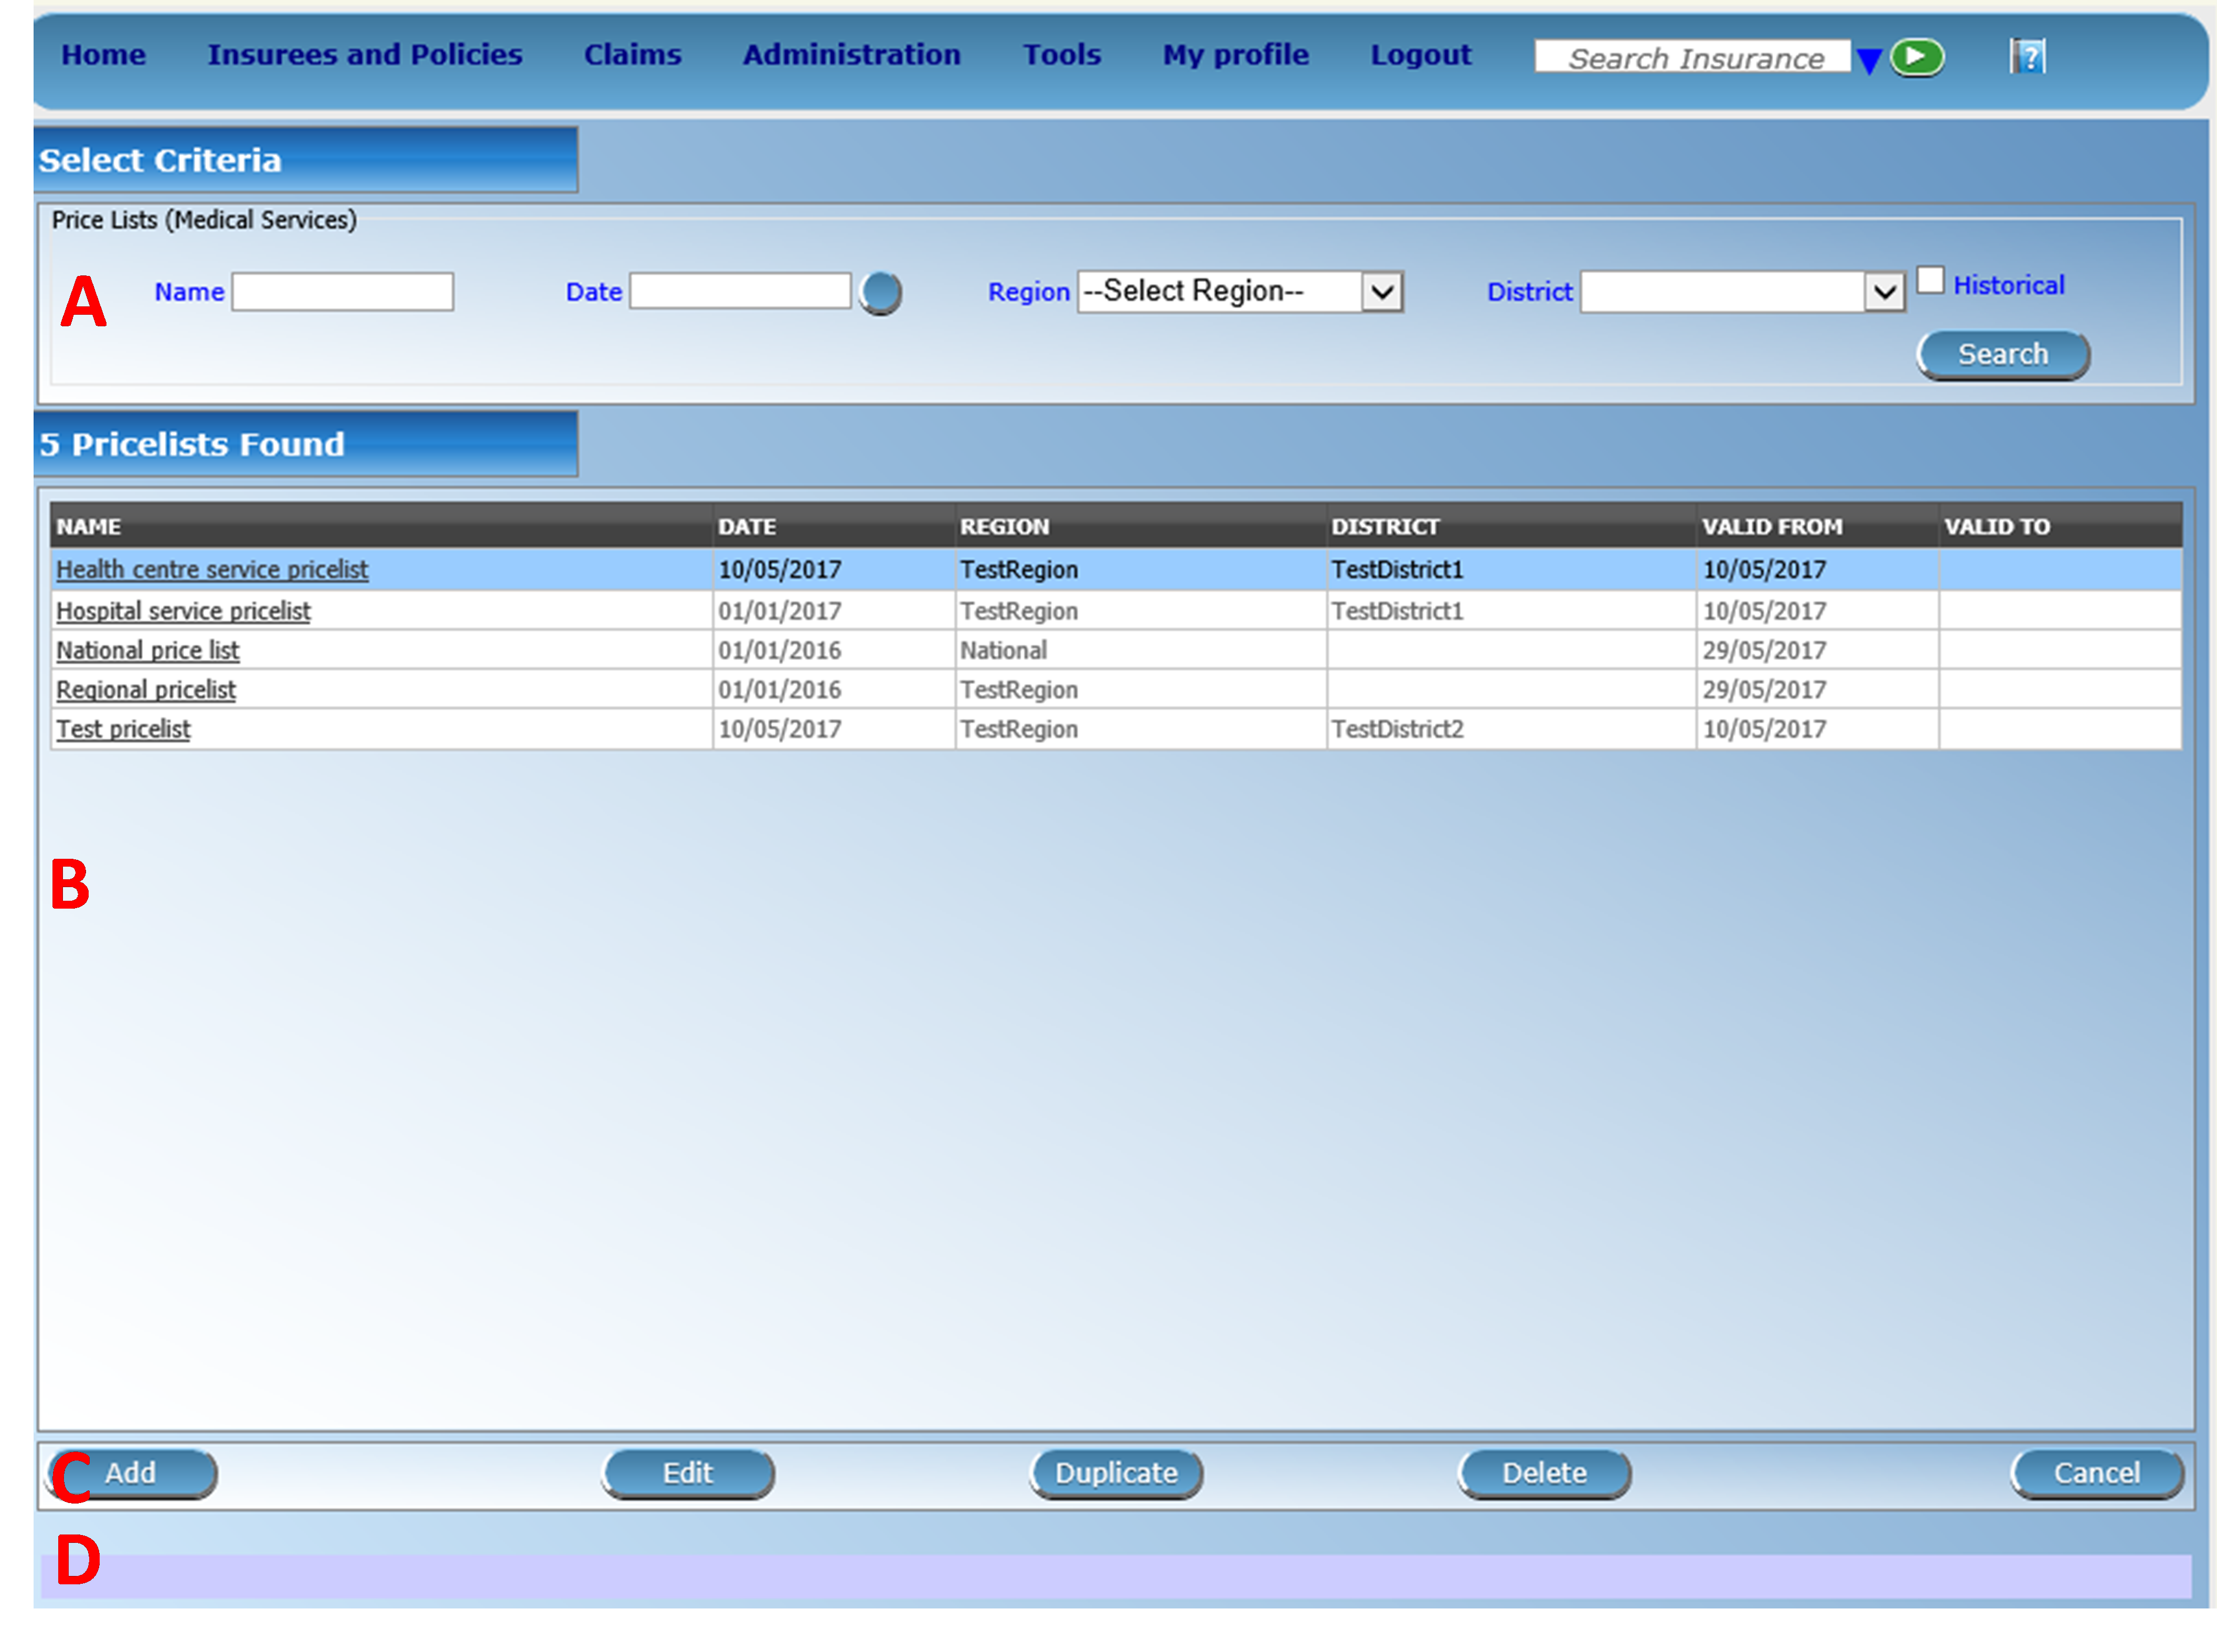 Home Insurees and Policies Claims Administration Tools My profile Logout Search Insurance ?
Select Criteria
Price Lists (Medical Services)
A Name Date Region --Select Region-- District Historical
Search
5 Pricelists Found
NAME DATE REGION DISTRICT VALID FROM VALID TO
Health centre service pricelist 10/05/2017 TestRegion TestDistrict1 10/05/2017
Hospital service pricelist 01/01/2017 TestRegion TestDistrict1 10/05/2017
National price list 01/01/2016 National 29/05/2017
Regional pricelist 01/01/2016 TestRegion 29/05/2017
Test pricelist 10/05/2017 TestRegion TestDistrict2 10/05/2017
B
C Add Edit Duplicate Delete Cancel
D